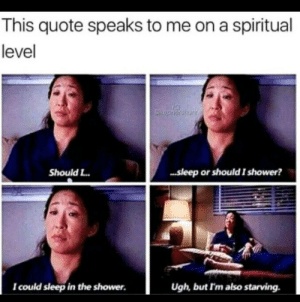 This quote speaks to me on a spiritual
level
Should I...
...sleep or should I shower?
I could sleep in the shower.
Ugh, but I'm also starving.